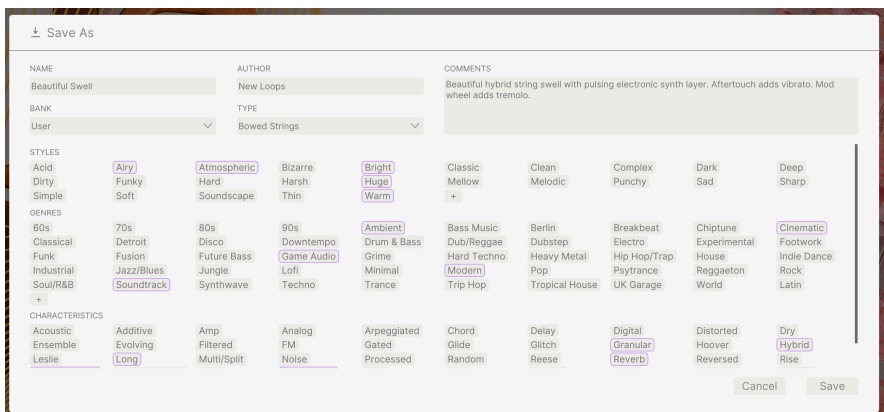 Save As
NAME AUTHOR COMMENTS
Beautiful Swell New Loops Beautiful hybrid string swell with pulsing electronic synth layer. Aftertouch adds vibrato. Mod
wheel adds tremolo.
BANK TYPE
User Bowed Strings
STYLES
Acid Airy Atmospheric Bizarre Bright Classic Clean Complex Dark Deep
Dirty Funky Hard Harsh Huge Mellow Melodic Punchy Sad Sharp
Simple Soft Soundscape Thin Warm +
GENRES
60s 70s 80s 90s Ambient Bass Music Berlin Breakbeat Chiptune Cinematic
Classical Detroit Disco Downtempo Drum & Bass Dub/Reggae Dubstep Electro Experimental Footwork
Funk Fusion Future Bass Game Audio Grime Hard Techno Heavy Metal Hip Hop/Trap House Indie Dance
Industrial Jazz/Blues Jungle Lofi Minimal Modern Pop Psytrance Reggaeton Rock
Soul/R&B Soundtrack Synthwave Techno Trance Trip Hop Tropical House UK Garage World Latin
+
CHARACTERISTICS
Acoustic Additive Amp Analog Arpeggiated Chord Delay Digital Distorted Dry
Ensemble Evolving Filtered FM Gated Glide Glitch Granular Hoover Hybrid
Leslie Long Multi/Split Noise Processed Random Reese Reverb Reversed Rise
Cancel Save